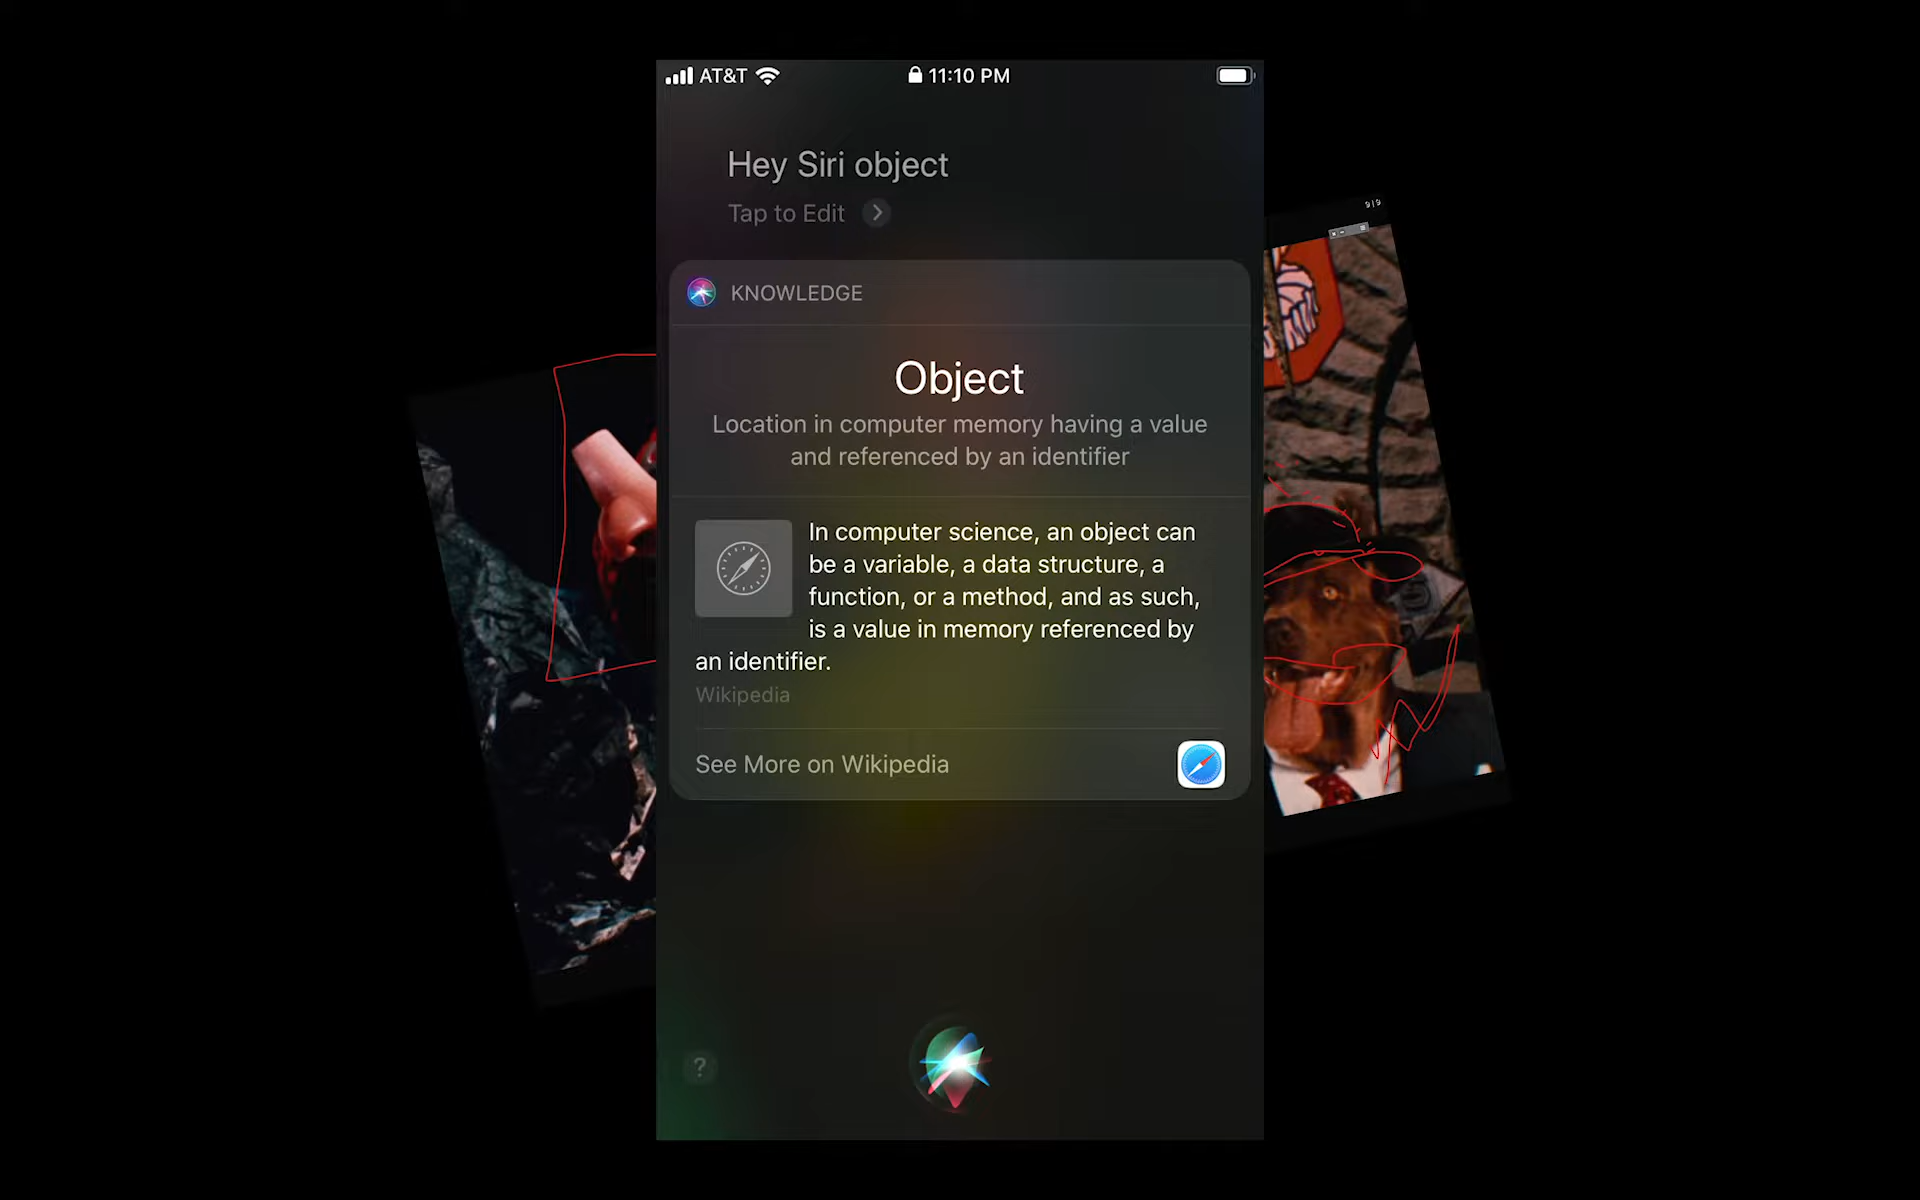 AT&T
11:10 PM
Hey Siri object
Tap to Edit
KNOWLEDGE
Object
Location in computer memory having a value
and referenced by an identifier
In computer science, an object can
be a variable, a data structure, a
function, or a method, and as such,
is a value in memory referenced by
an identifier.
Wikipedia
See More on Wikipedia
?
9|9